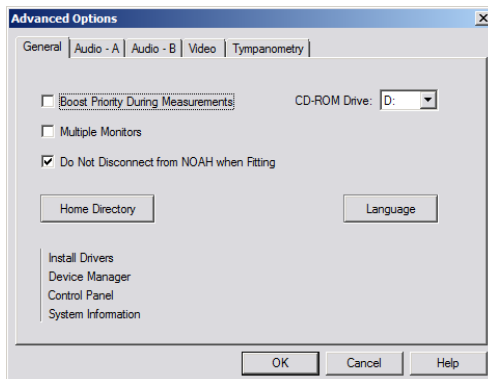 Advanced Options
General Audio - A Audio - B Video Tympanometry
Boost Priority During Measurements CD-ROM Drive: D:
Multiple Monitors
Do Not Disconnect from NOAH when Fitting
Home Directory Language
Install Drivers
Device Manager
Control Panel
System Information
OK Cancel Help